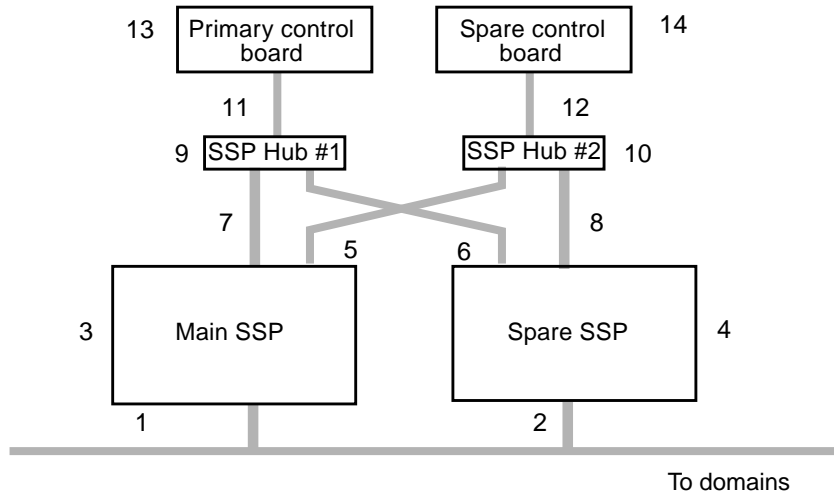 13
Primary control
board
Spare control
board
14
11
12
9
SSP Hub #1
SSP Hub #2
10
7
5
6
8
3
Main SSP
Spare SSP
4
1
2
To domains